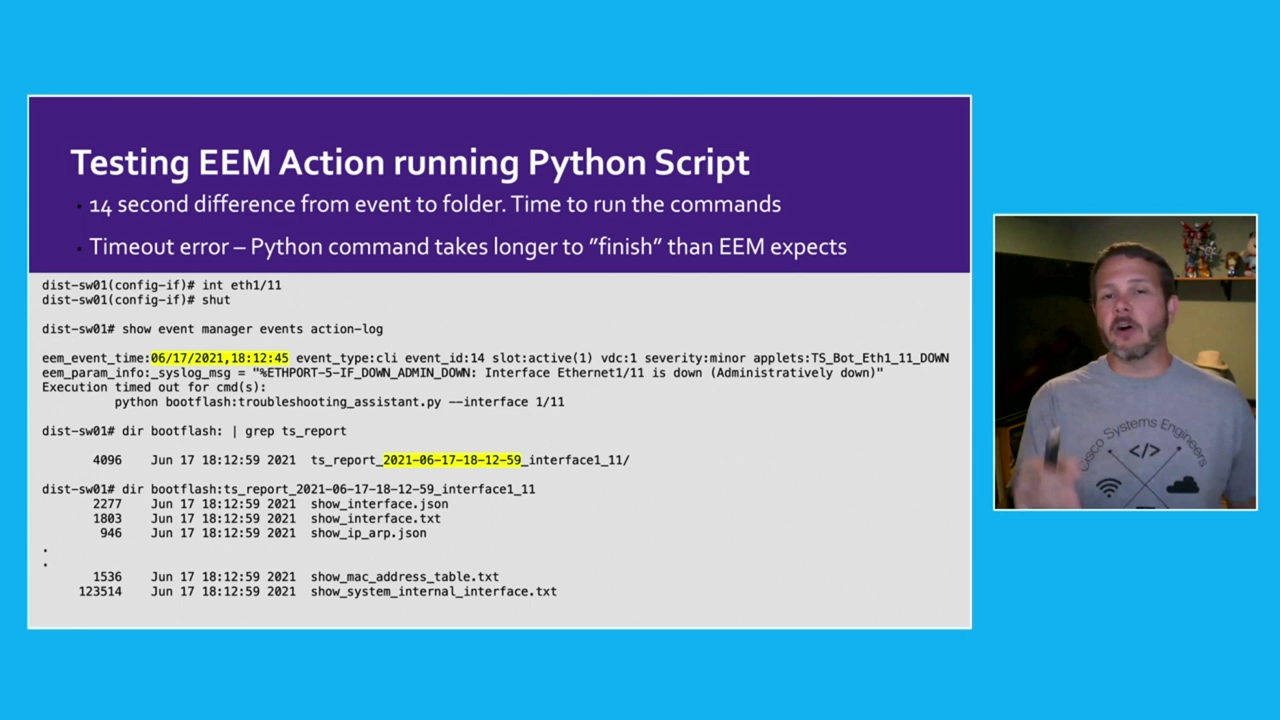 Testing EEM Action running Python Script
• 14 second difference from event to folder. Time to run the commands
• Timeout error – Python command takes longer to "finish" than EEM expects
dist-sw01(config-if)# int eth1/11
dist-sw01(config-if)# shut
dist-sw01# show event manager events action-log
eem_event_time:06/17/2021,18:12:45 event_type:cli event_id:14 slot:active(1) vdc:1 severity:minor applets:TS_Bot_Eth1_11_DOWN
eem_param_info:_syslog_msg = "%ETHPORT-5-IF_DOWN_ADMIN_DOWN: Interface Ethernet1/11 is down (Administratively down)"
Execution timed out for cmd(s):
python bootflash:troubleshooting_assistant.py --interface 1/11
dist-sw01# dir bootflash: | grep ts_report
4096 Jun 17 18:12:59 2021 ts_report_2021-06-17-18-12-59_interface1_11/
dist-sw01# dir bootflash:ts_report_2021-06-17-18-12-59_interface1_11
2277 Jun 17 18:12:59 2021 show_interface.json
1803 Jun 17 18:12:59 2021 show_interface.txt
946 Jun 17 18:12:59 2021 show_ip_arp.json
.
.
1536 Jun 17 18:12:59 2021 show_mac_address_table.txt
123514 Jun 17 18:12:59 2021 show_system_internal_interface.txt
Cisco Systems Engineers
</>